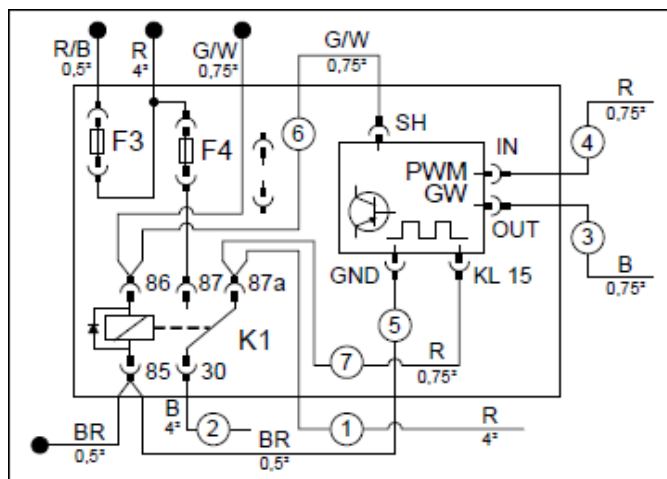 R/B
0,5²
R
4²
G/W
0,75²
G/W
0,75²
R
0,75²
F3
F4
6
SH
IN
4
PWM
GW
OUT
3
B
0,75²
GND
KL 15
86
87
87a
5
K1
7
R
0,75²
85
30
B
4²
2
BR
0,5²
1
R
4²
BR
0,5²